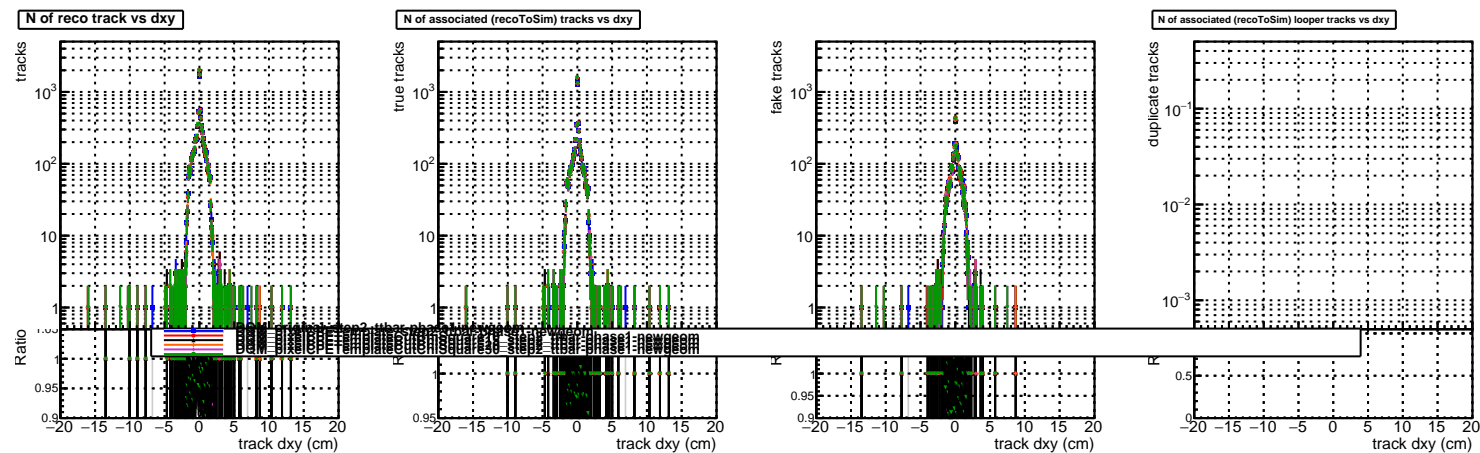 N of reco track vs dxy
N of associated (recoToSim) tracks vs dxy
N of associated (recoToSim) looper tracks vs dxy
tracks
10³
10²
10
1
true tracks
10³
10²
10
1
fake tracks
10³
10²
10
1
duplicate tracks
10⁻¹
10⁻²
10⁻³
Ratio
1
0.95
0.9
−20 −15 −10 −5 0 5 10 15 20
track dxy (cm)
0.95
−20 −15 −10 −5 0 5 10 15 20
track dxy (cm)
1
0.95
0.9
−20 −15 −10 −5 0 5 10 15 20
track dxy (cm)
0.5
0
−20 −15 −10 −5 0 5 10 15 20
track dxy (cm)